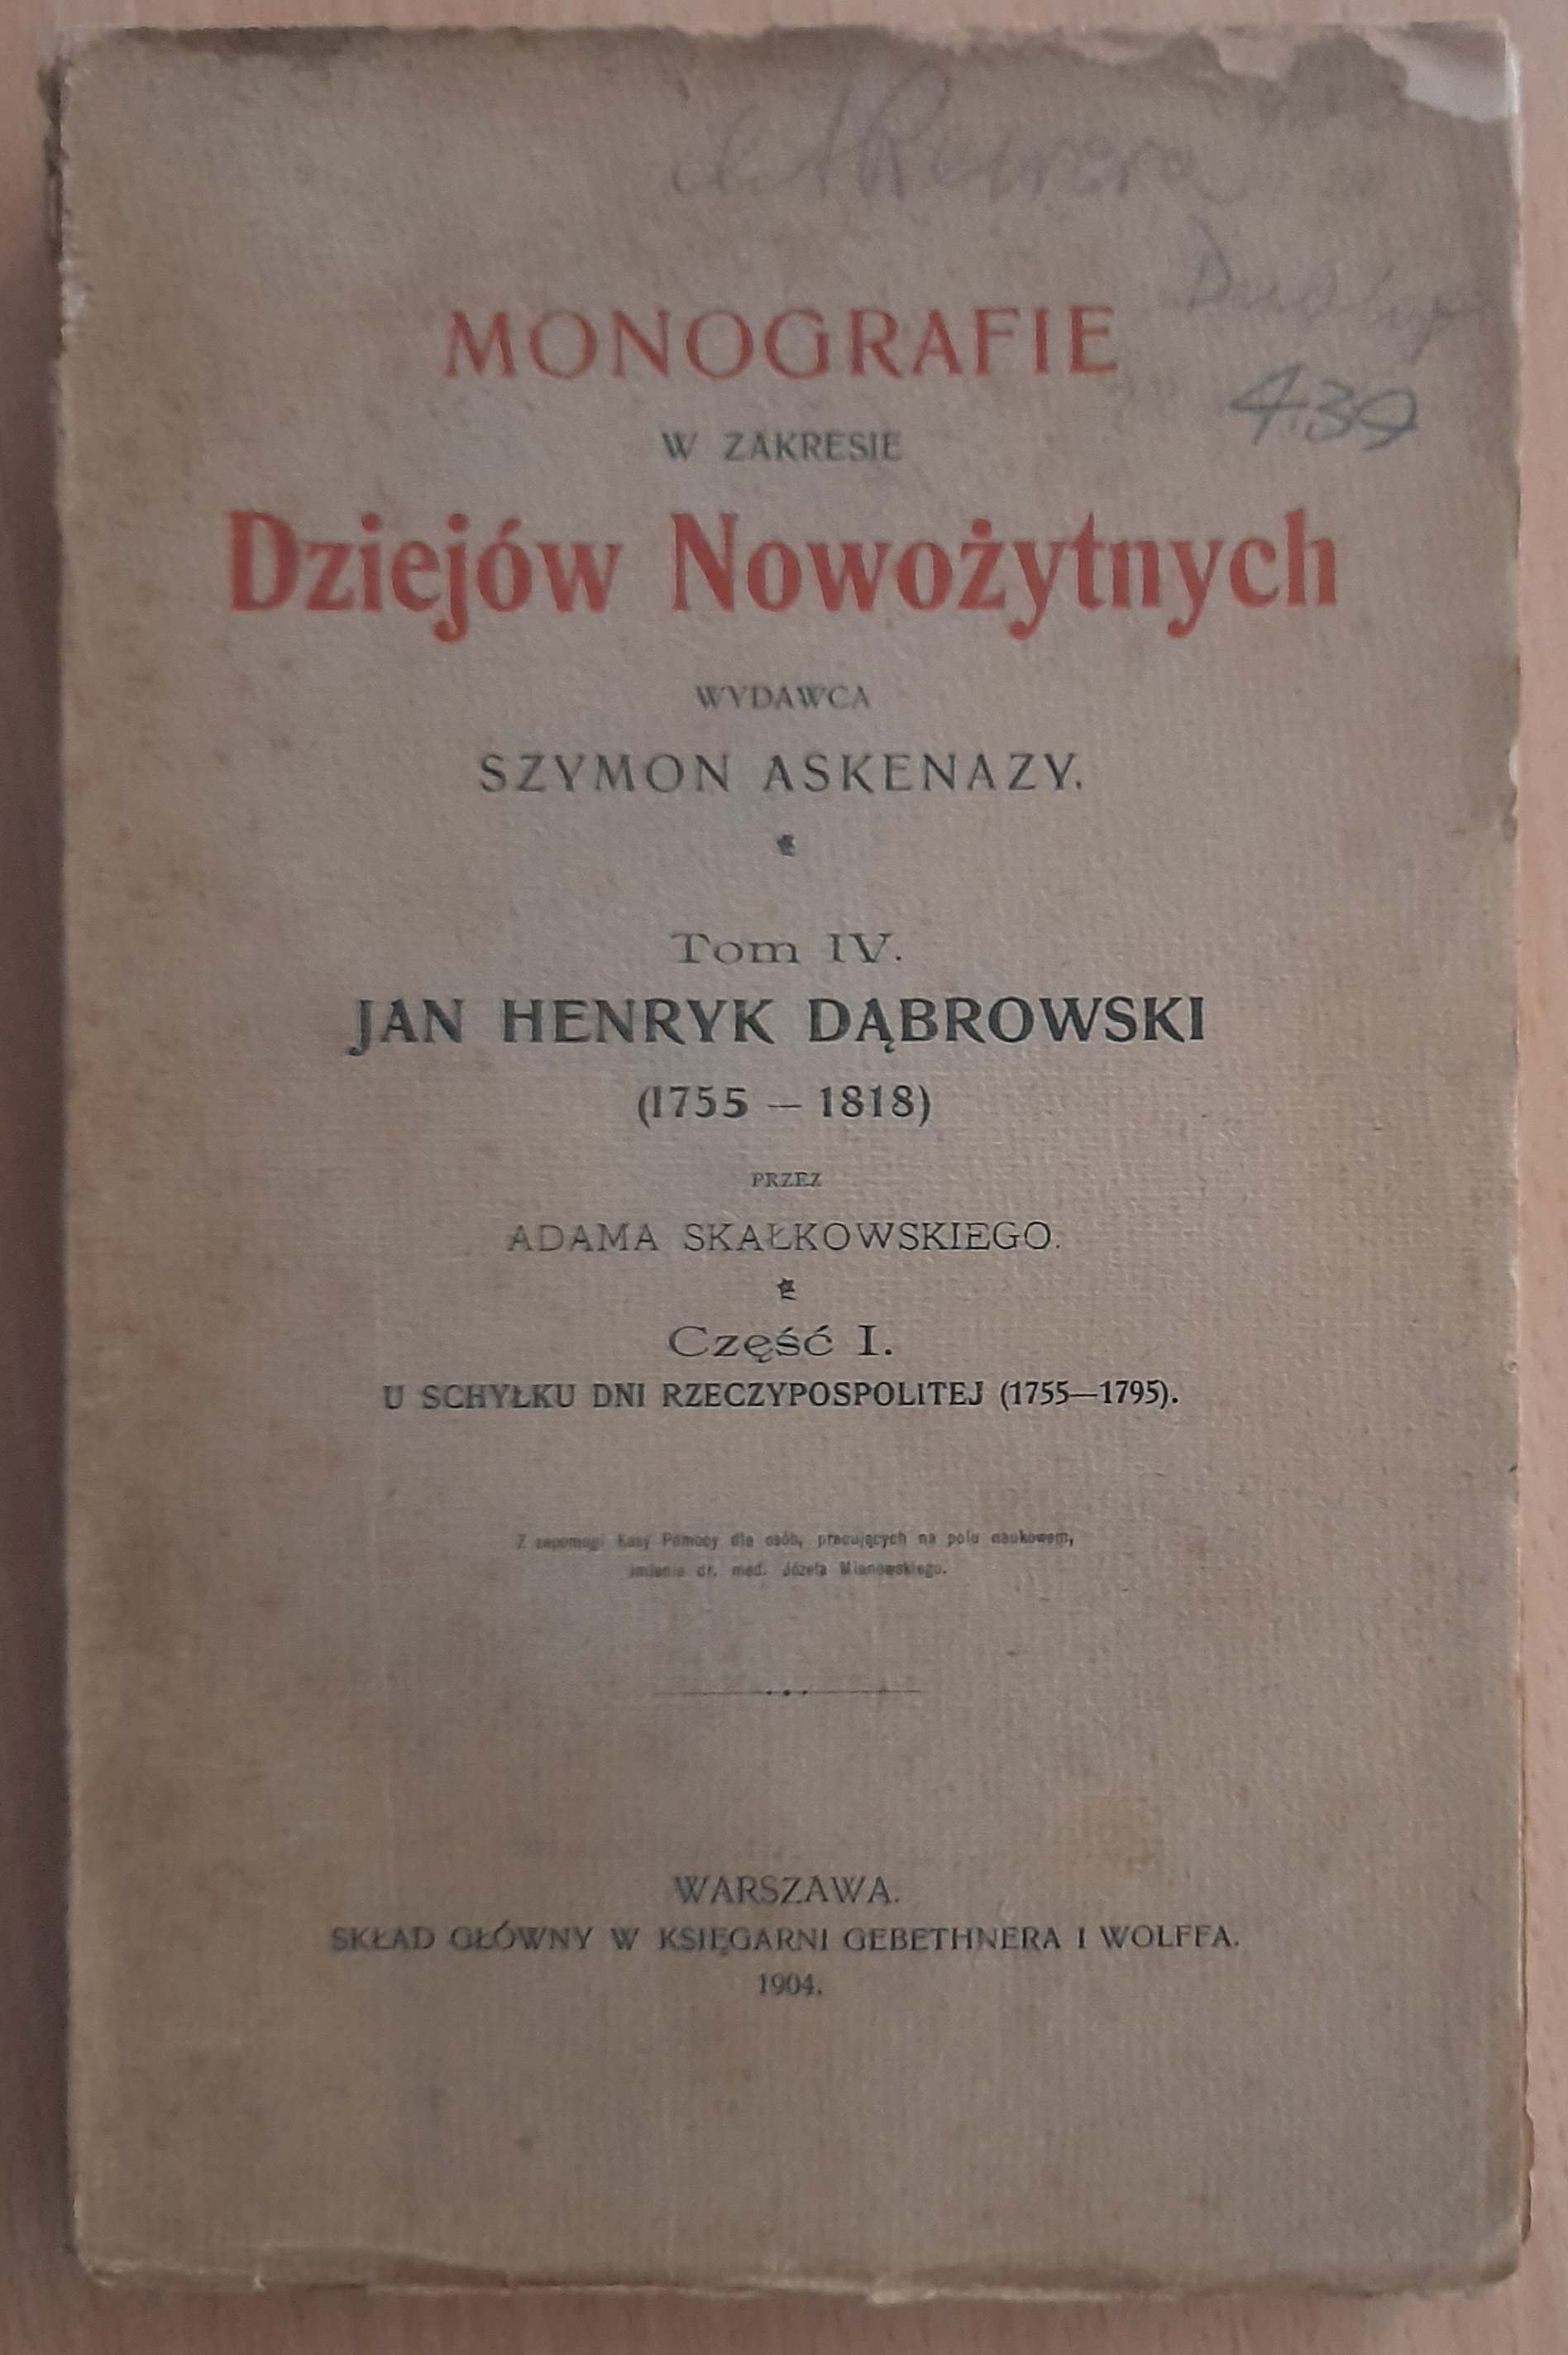 439
MONOGRAFIE
W ZAKRESIE
Dziejów Nowożytnych
WYDAWCA
SZYMON ASKENAZY.
Tom IV.
JAN HENRYK DĄBROWSKI
(1755 — 1818)
PRZEZ
ADAMA SKAŁKOWSKIEGO.
Część I.
U SCHYŁKU DNI RZECZYPOSPOLITEJ (1755—1795).
Z zapomogi Kasy Pomocy dla osób, pracujących na polu naukowem,
imienia dr. med. Józefa Mianowskiego.
WARSZAWA.
SKŁAD GŁÓWNY W KSIĘGARNI GEBETHNERA I WOLFFA.
1904.